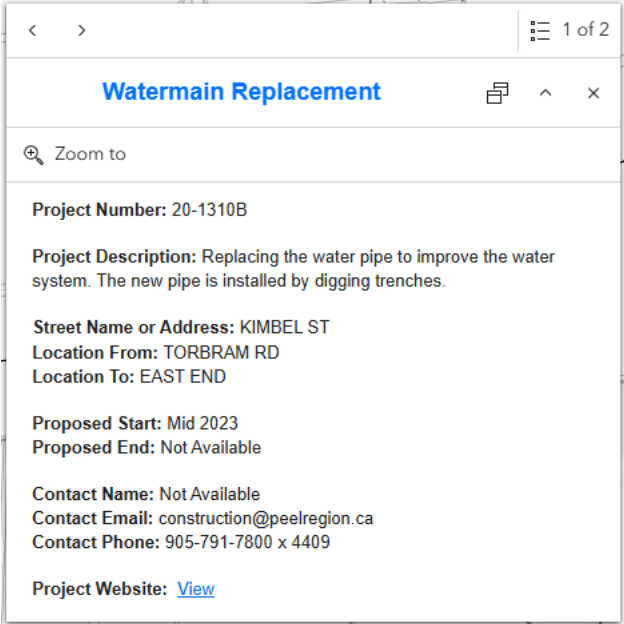 1 of 2
Watermain Replacement
Zoom to
Project Number: 20-1310B
Project Description: Replacing the water pipe to improve the water
system. The new pipe is installed by digging trenches.
Street Name or Address: KIMBEL ST
Location From: TORBRAM RD
Location To: EAST END
Proposed Start: Mid 2023
Proposed End: Not Available
Contact Name: Not Available
Contact Email: construction@peelregion.ca
Contact Phone: 905-791-7800 x 4409
Project Website: View